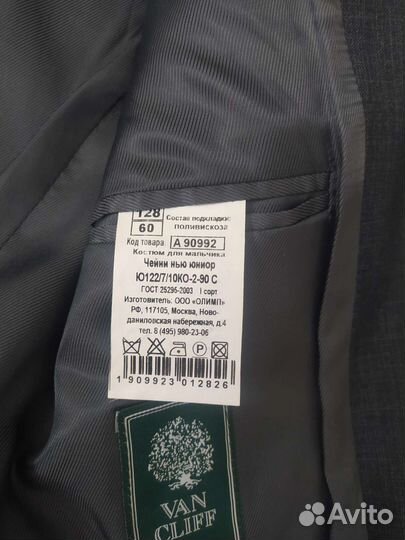 128
60
Состав подкладки:
поливискоза
Код товара: А 90992
Костюм для мальчика
Чейни нью юниор
Ю122/7/10КО-2-90 С
ГОСТ 25295-2003 I сорт
Изготовитель: ООО «ОЛИМП»
РФ, 117105, Москва, Ново-
даниловская набережная, д.4
тел. 8 (495) 980-23-06
P
1 909923 012826
VAN
CLIFF
Avito